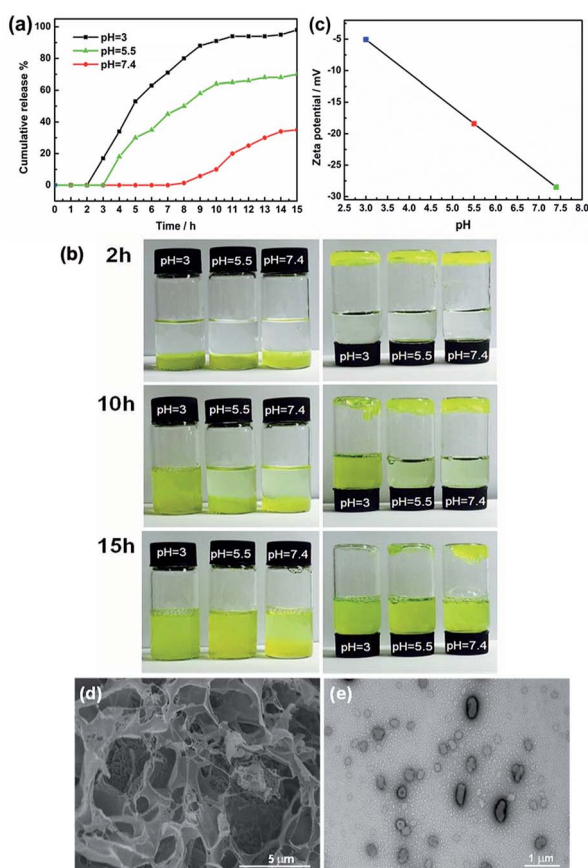 (a)
pH=3
pH=5.5
pH=7.4
Cumulative release %
100
90
80
70
60
50
40
30
20
10
0
0 1 2 3 4 5 6 7 8 9 10 11 12 13 14 15
Time / h
(c)
Zeta potential / mV
-5
-10
-15
-20
-25
-30
2.5 3.0 3.5 4.0 4.5 5.0 5.5 6.0 6.5 7.0 7.5 8.0
pH
(b)
2h
pH=3 pH=5.5 pH=7.4
pH=3 pH=5.5 pH=7.4
10h
pH=3 pH=5.5 pH=7.4
pH=3 pH=5.5 pH=7.4
15h
pH=3 pH=5.5 pH=7.4
pH=3 pH=5.5 pH=7.4
(d)
5 μm
(e)
1 μm